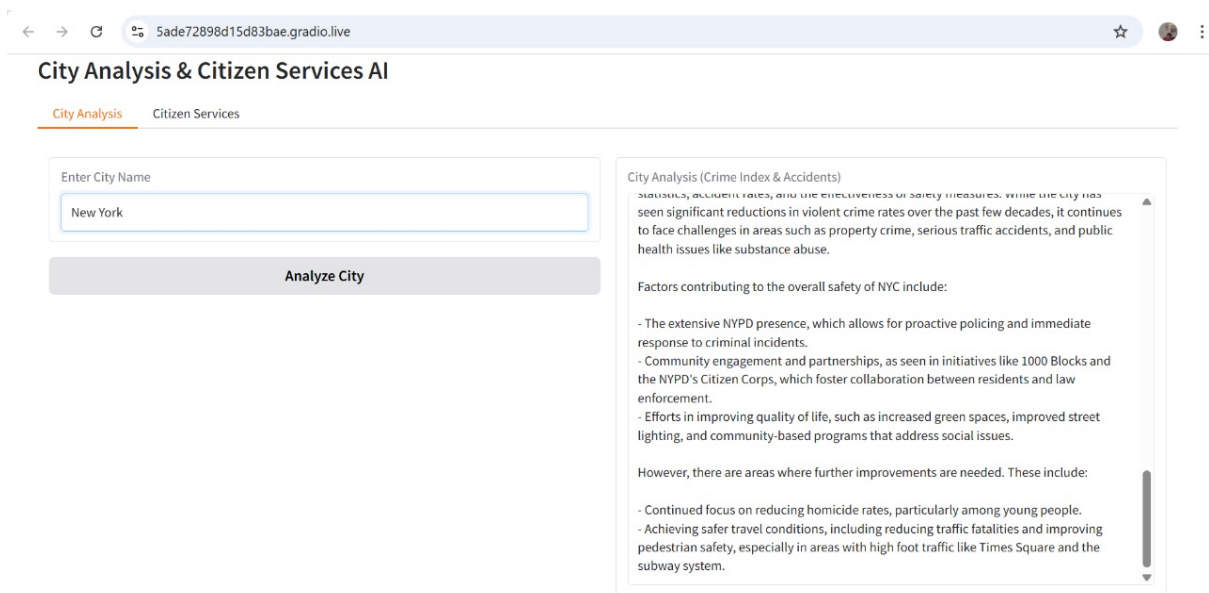 5ade72898d15d83bae.gradio.live
City Analysis & Citizen Services AI
City Analysis
Citizen Services
Enter City Name
New York
Analyze City
City Analysis (Crime Index & Accidents)
statistics, accident rates, and the effectiveness of safety measures. While the city has
seen significant reductions in violent crime rates over the past few decades, it continues
to face challenges in areas such as property crime, serious traffic accidents, and public
health issues like substance abuse.
Factors contributing to the overall safety of NYC include:
- The extensive NYPD presence, which allows for proactive policing and immediate
response to criminal incidents.
- Community engagement and partnerships, as seen in initiatives like 1000 Blocks and
the NYPD's Citizen Corps, which foster collaboration between residents and law
enforcement.
- Efforts in improving quality of life, such as increased green spaces, improved street
lighting, and community-based programs that address social issues.
However, there are areas where further improvements are needed. These include:
- Continued focus on reducing homicide rates, particularly among young people.
- Achieving safer travel conditions, including reducing traffic fatalities and improving
pedestrian safety, especially in areas with high foot traffic like Times Square and the
subway system.